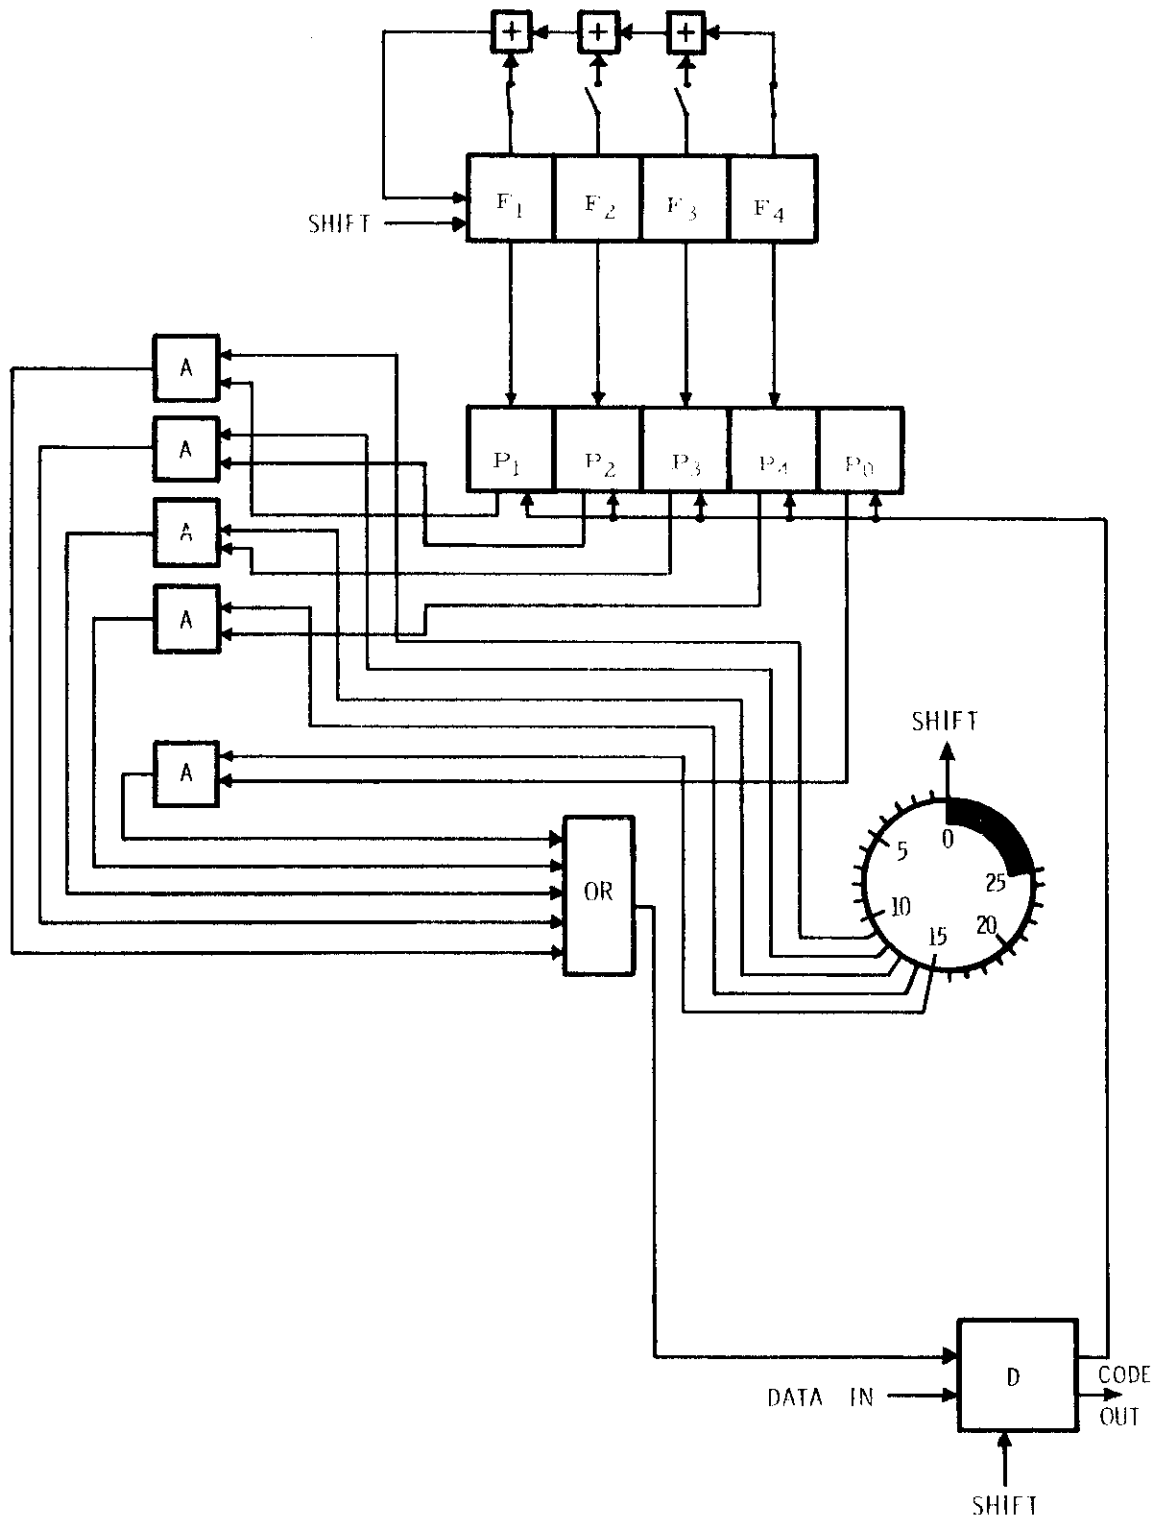 + + +
F1 F2 F3 F4
SHIFT
A
P1 P2 P3 P4 P0
A
A
A
SHIFT
A
0
5
25
OR
10
20
15
D
CODE
DATA IN
OUT
SHIFT